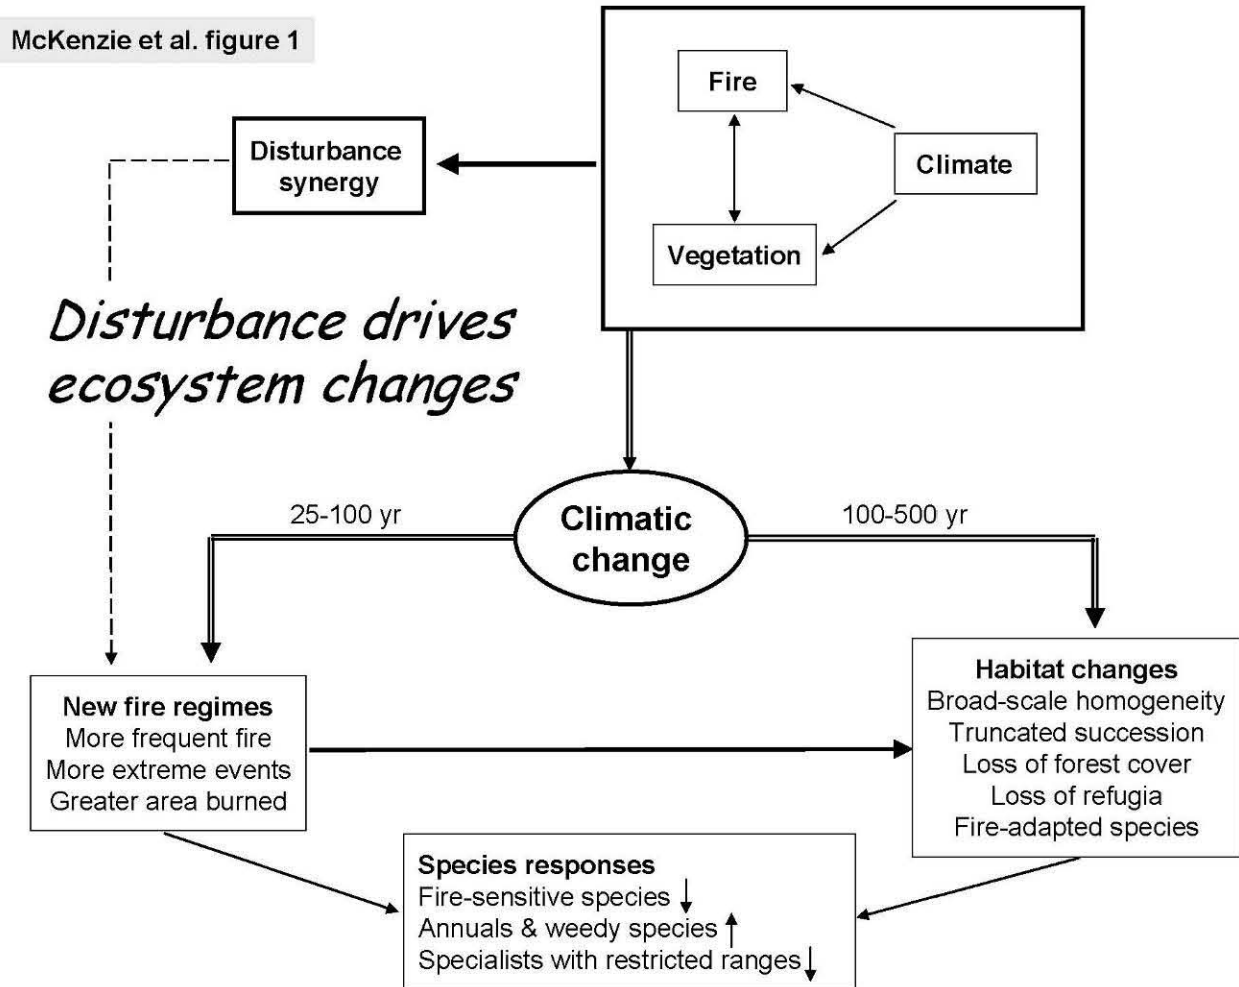 McKenzie et al. figure 1
Fire
Climate
Vegetation
Disturbance
synergy
Disturbance drives
ecosystem changes
25-100 yr
Climatic
change
100-500 yr
New fire regimes
More frequent fire
More extreme events
Greater area burned
Habitat changes
Broad-scale homogeneity
Truncated succession
Loss of forest cover
Loss of refugia
Fire-adapted species
Species responses
Fire-sensitive species ↓
Annuals & weedy species ↑
Specialists with restricted ranges ↓